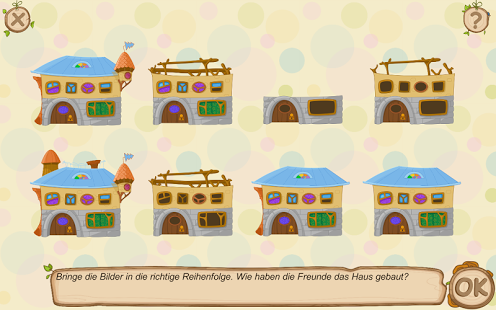 Bringe die Bilder in die richtige Reihenfolge. Wie haben die Freunde das Haus gebaut?
?
OK